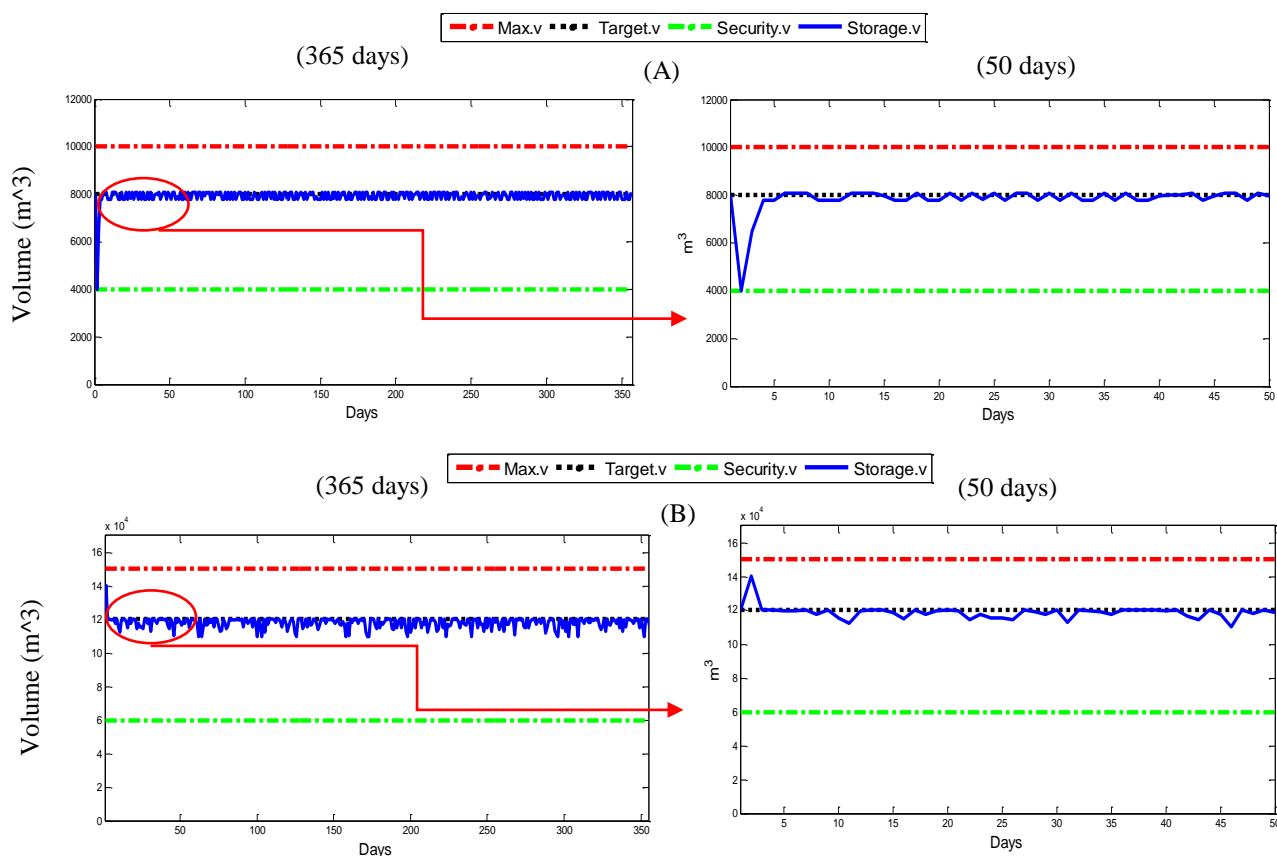 Max.v Target.v Security.v Storage.v
(365 days)
(A)
(50 days)
Volume (m^3)
12000
10000
8000
6000
4000
2000
0
0 50 100 150 200 250 300 350
Days
m³
12000
10000
8000
6000
4000
2000
0
5 10 15 20 25 30 35 40 45 50
Days
Max.v Target.v Security.v Storage.v
(365 days)
(B)
(50 days)
Volume (m^3)
x 10⁴
16
14
12
10
8
6
4
2
0
50 100 150 200 250 300 350
Days
m³
x 10⁴
16
14
12
10
8
6
4
2
0
5 10 15 20 25 30 35 40 45 50
Days